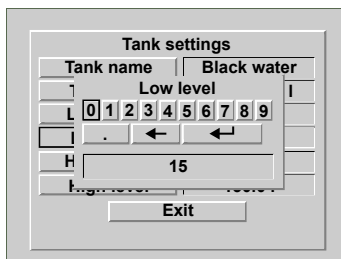 Tank settings
Tank name Black water
Low level
0 1 2 3 4 5 6 7 8 9
. ← ↵
15
Exit